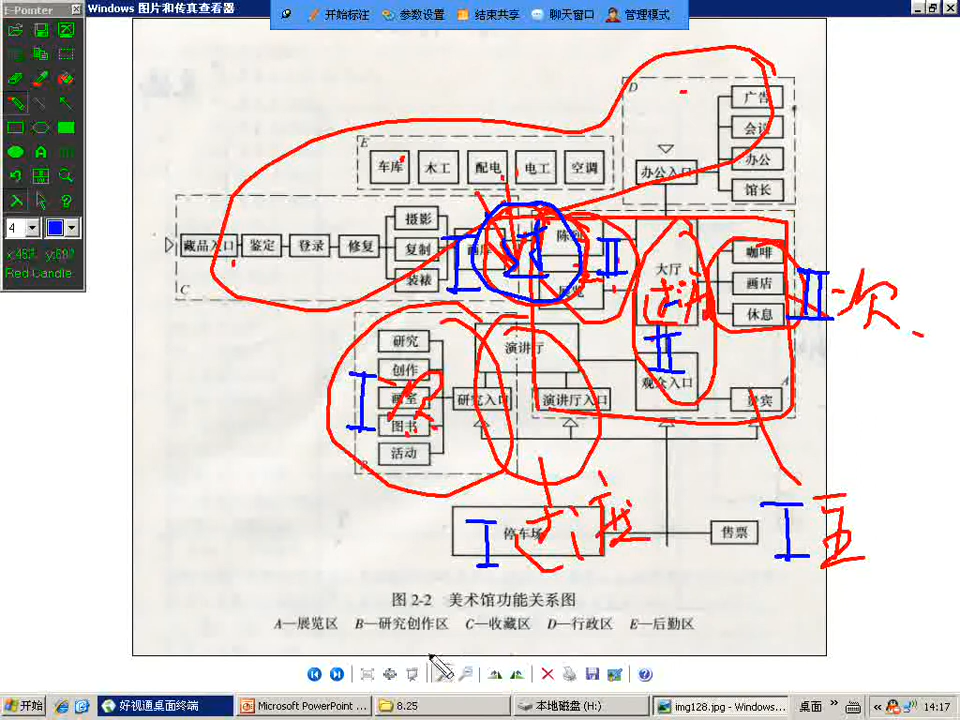 E-Pointer
Windows 图片和传真查看器
开始标注 参数设置 结束共享 聊天窗口 管理模式
D
广告
会议
办公
馆长
办公入口
E
车库 木工 配电 电工 空调
藏品入口 鉴定 登录 修复
摄影
复制
装裱
C
I
II
大厅
咖啡
画店
休息
II 次
II
观众入口
A
贵宾
研究
创作
画室
图书
活动
I 次
研究入口
演讲厅
演讲厅入口
I
停车场
售票
I 主
图 2-2 美术馆功能关系图
A—展览区 B—研究创作区 C—收藏区 D—行政区 E—后勤区
4
Red Candle
开始
好视通桌面终端
Microsoft PowerPoint ...
8.25
本地磁盘 (H:)
img128.jpg - Windows...
桌面
14:17